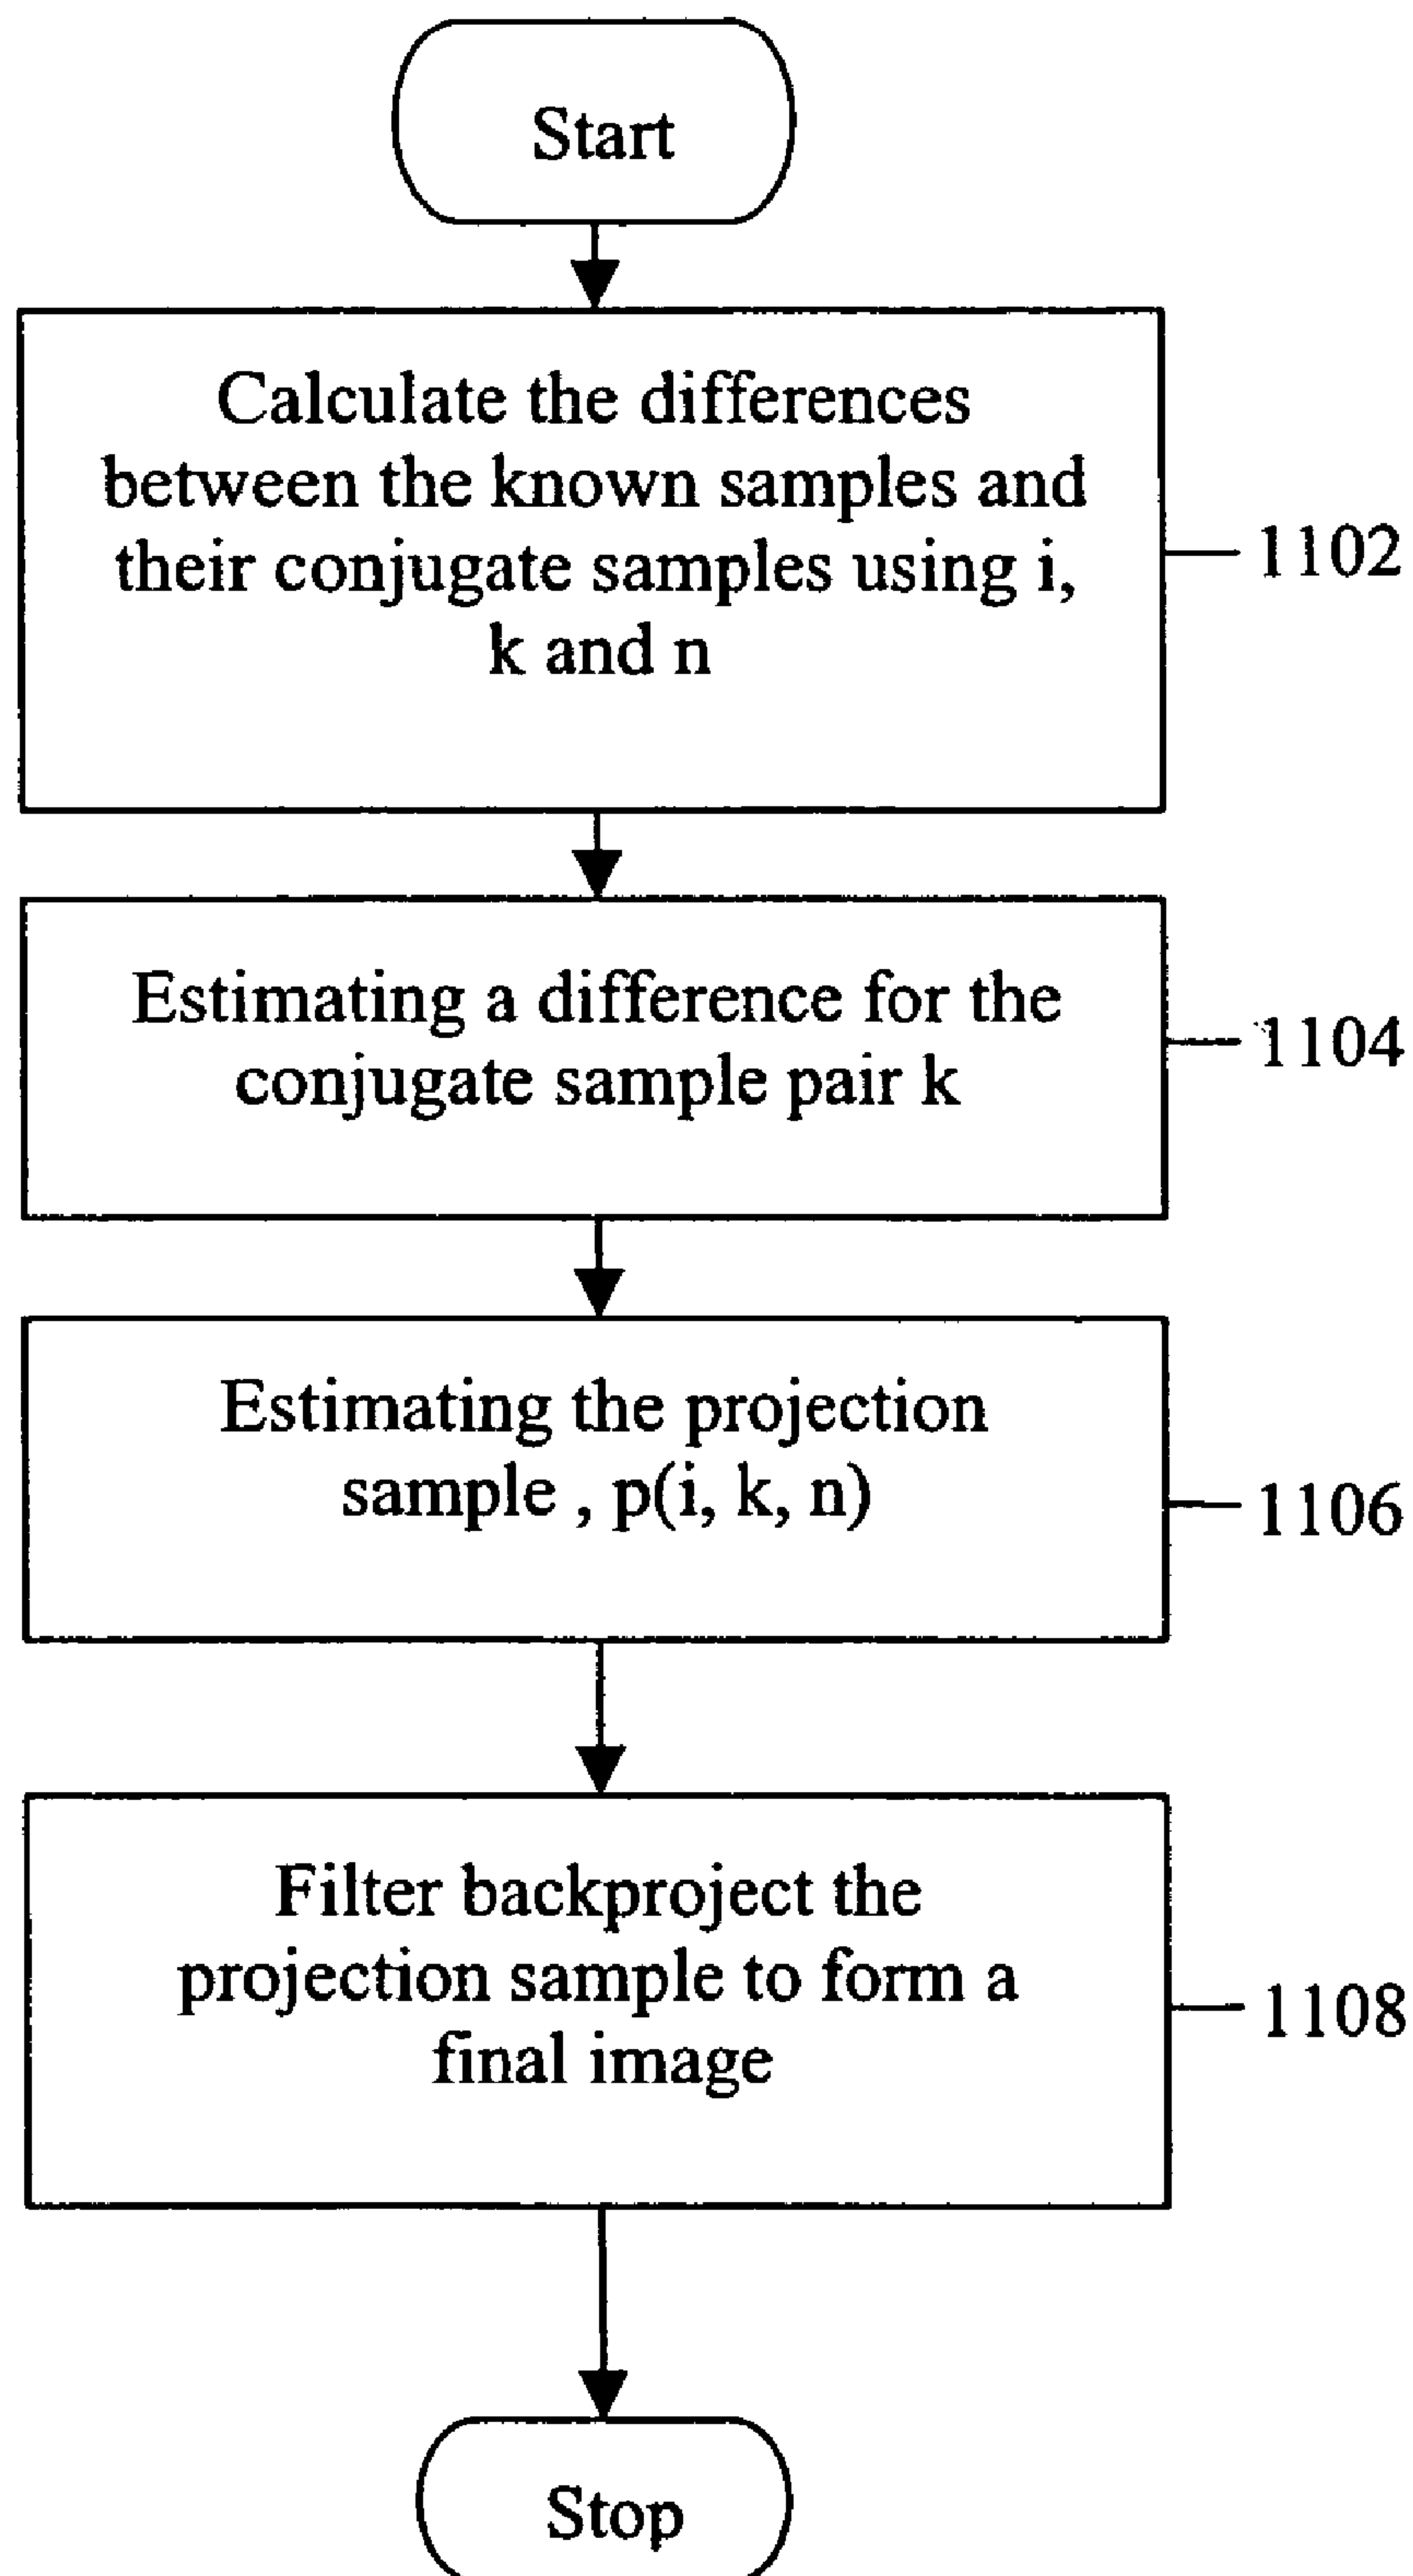 Start
Calculate the differences
between the known samples and
their conjugate samples using i,
k and n
1102
Estimating a difference for the
conjugate sample pair k
1104
Estimating the projection
sample , p(i, k, n)
1106
Filter backproject the
projection sample to form a
final image
1108
Stop